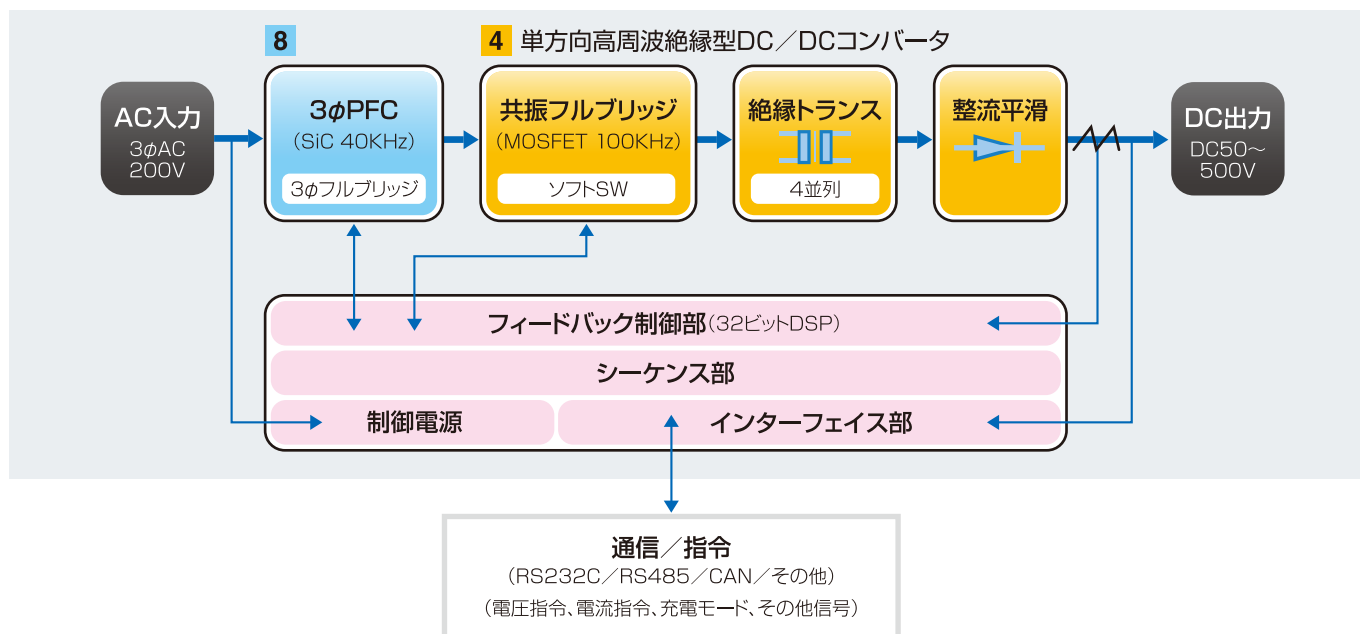 8
4 単方向高周波絶縁型DC／DCコンバータ
AC入力
3φAC
200V
3φPFC
(SiC 40KHz)
3φフルブリッジ
共振フルブリッジ
(MOSFET 100KHz)
ソフトSW
絶縁トランス
4並列
整流平滑
DC出力
DC50～
500V
フィードバック制御部(32ビットDSP)
シーケンス部
制御電源
インターフェイス部
通信／指令
(RS232C／RS485／CAN／その他)
(電圧指令、電流指令、充電モード、その他信号)